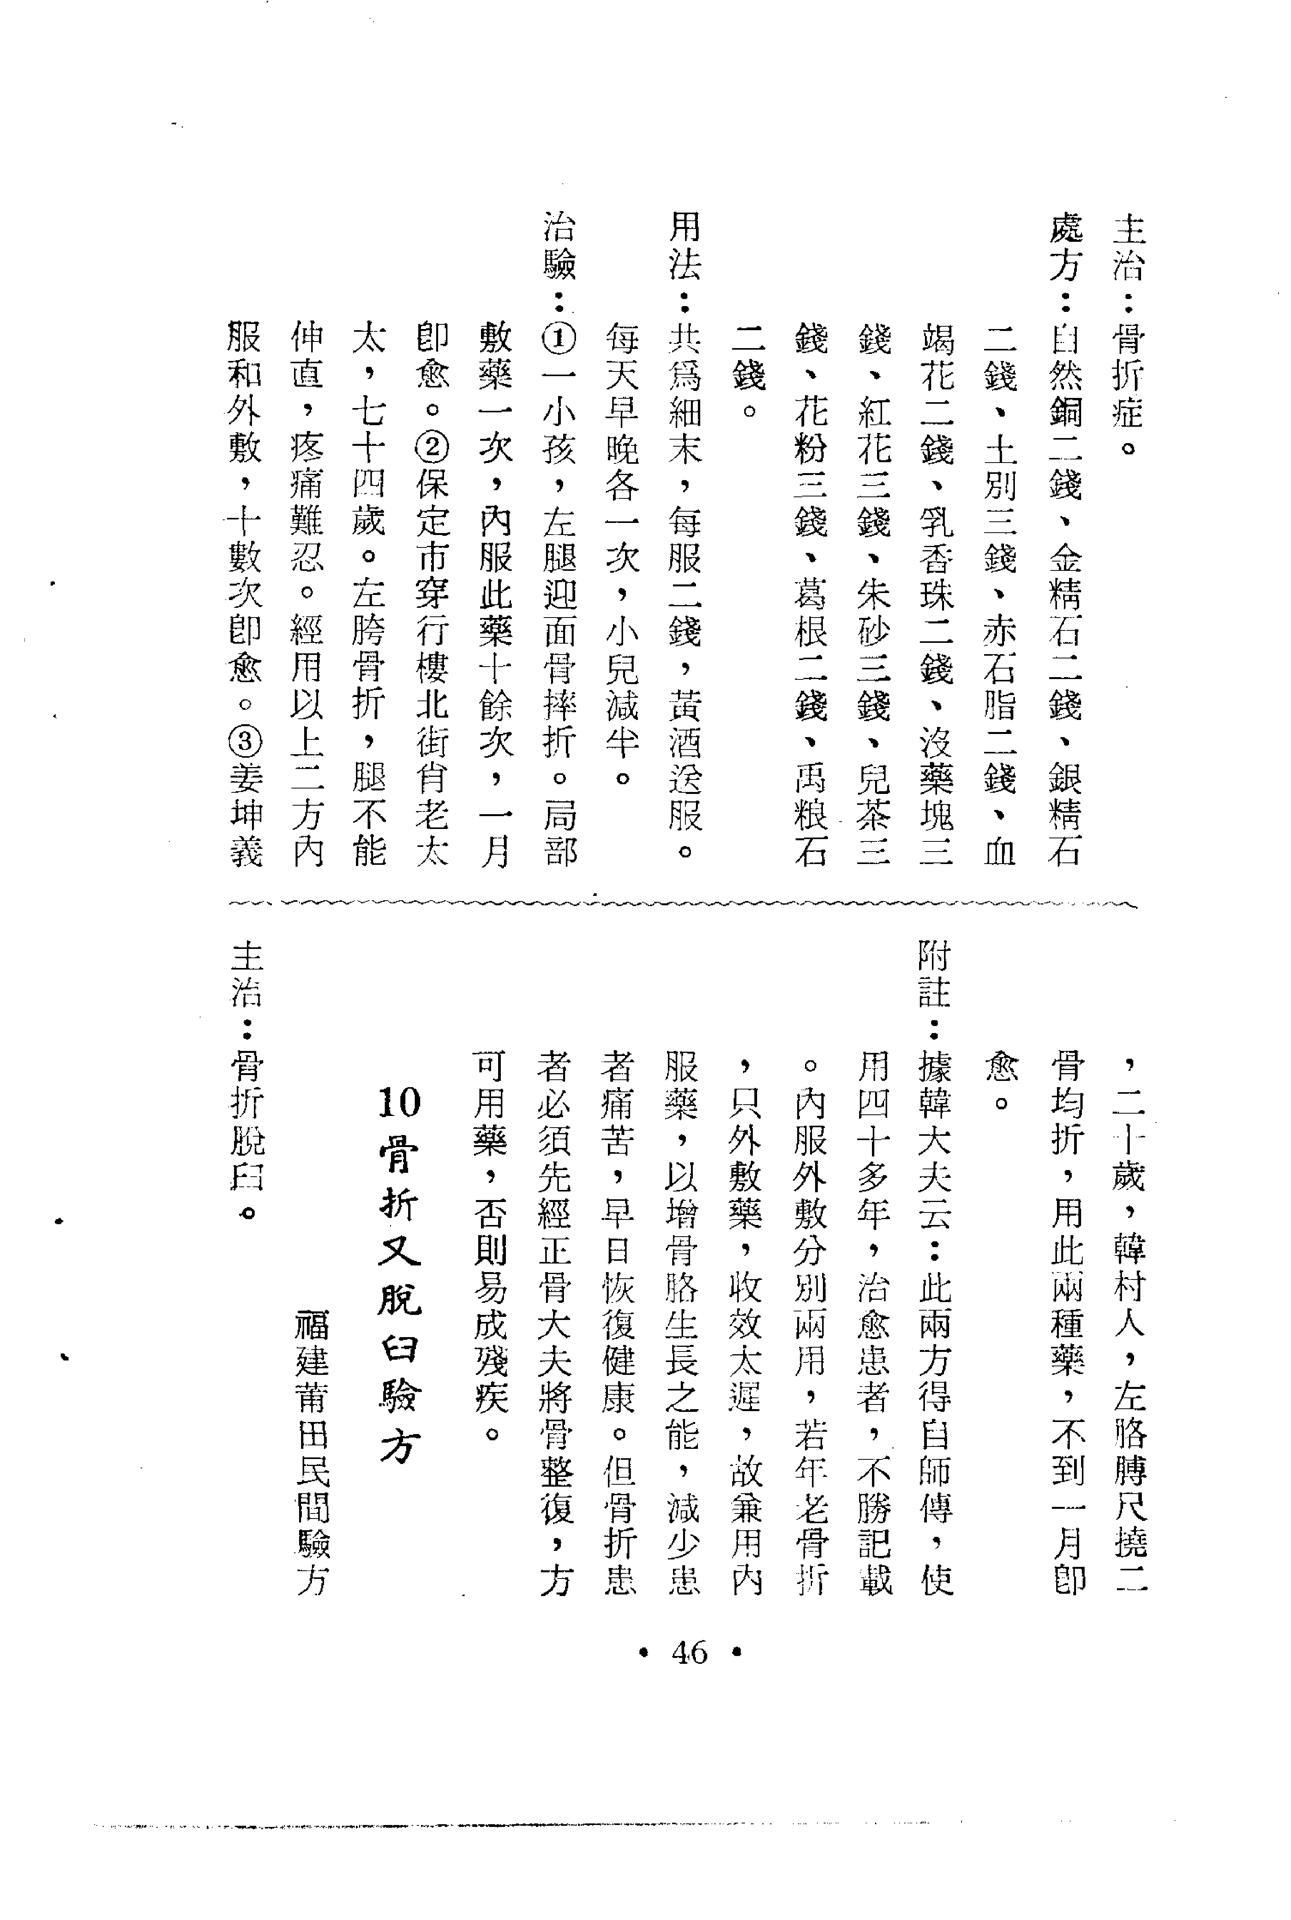 主治：骨折症。
處方：自然銅二錢、金精石二錢、銀精石
二錢、土別三錢、赤石脂二錢、血
竭花二錢、乳香珠二錢、沒藥塊三
錢、紅花三錢、朱砂三錢、兒茶三
錢、花粉三錢、葛根二錢、禹粮石
二錢。
用法：共爲細末，每服二錢，黃酒送服。
每天早晚各一次，小兒減半。
治驗：①一小孩，左腿迎面骨摔折。局部
敷藥一次，內服此藥十餘次，一月
卽愈。②保定市穿行樓北街肖老太
太，七十四歲。左胯骨折，腿不能
伸直，疼痛難忍。經用以上二方內
服和外敷，十數次卽愈。③姜坤義
，二十歲，韓村人，左胳膊尺撓二
骨均折，用此兩種藥，不到一月卽
愈。
附註：據韓大夫云：此兩方得自師傳，使
用四十多年，治愈患者，不勝記載
。內服外敷分別兩用，若年老骨折
，只外敷藥，收效太遲，故兼用內
服藥，以增骨胳生長之能，減少患
者痛苦，早日恢復健康。但骨折患
者必須先經正骨大夫將骨整復，方
可用藥，否則易成殘疾。
10骨折又脫臼驗方
福建莆田民間驗方
主治：骨折脫臼。
• 46 •